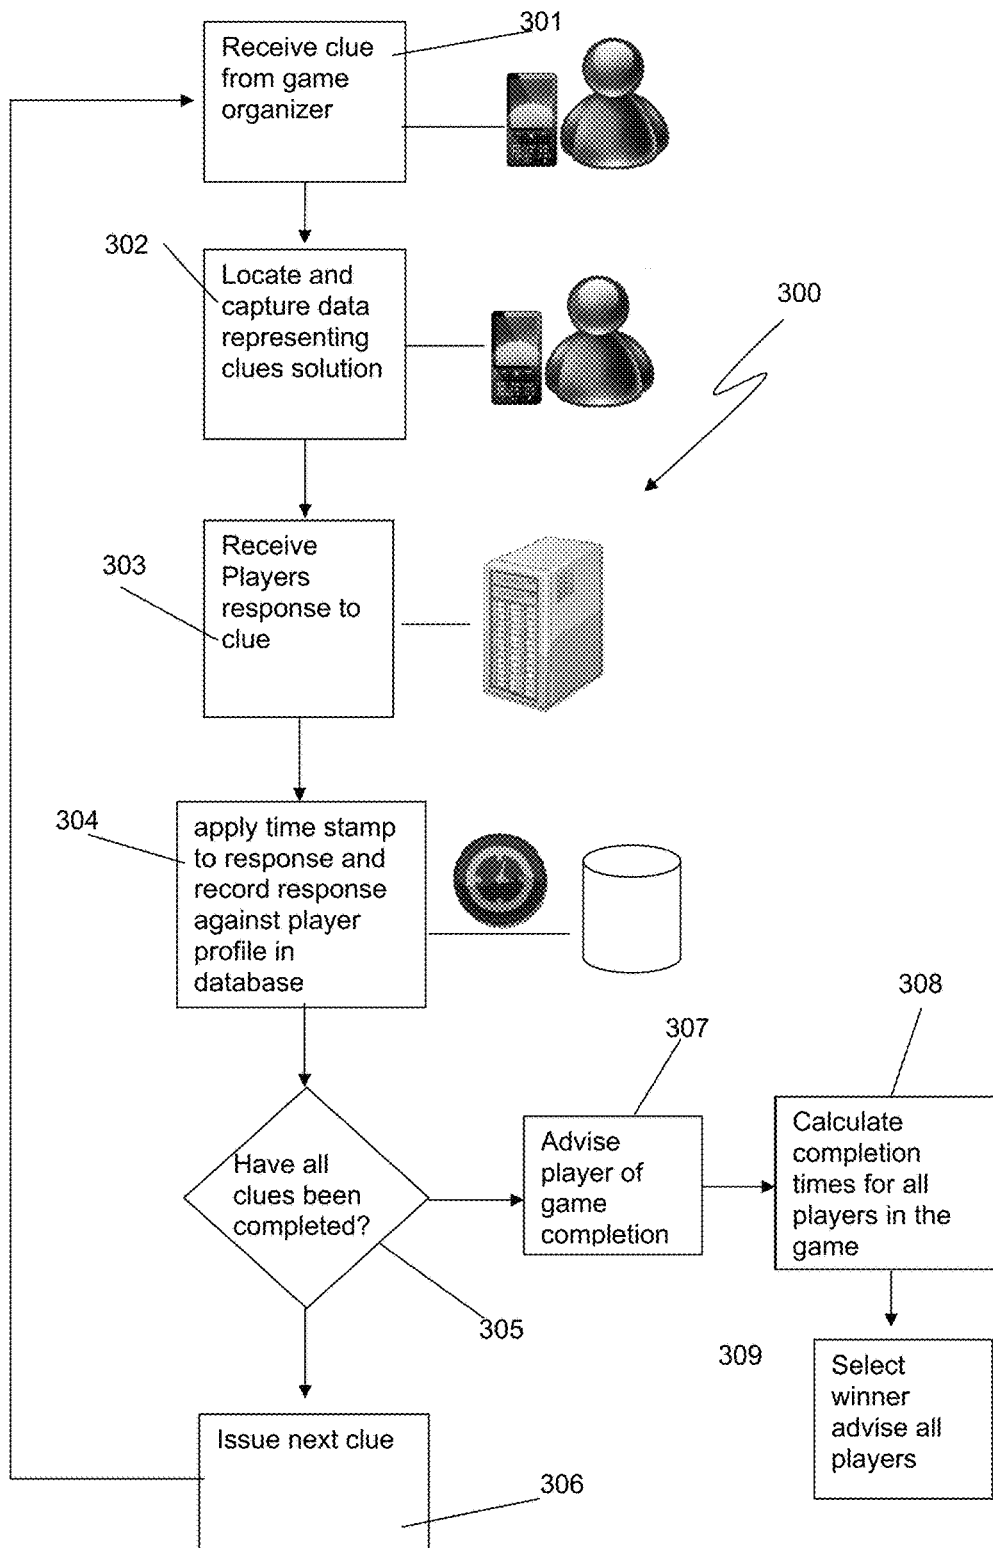 301
Receive clue
from game
organizer
302
Locate and
capture data
representing
clues solution
300
303
Receive
Players
response to
clue
304
apply time stamp
to response and
record response
against player
profile in
database
308
307
Have all
clues been
completed?
Advise
player of
game
completion
Calculate
completion
times for all
players in the
game
305
309
Select
winner
advise all
players
Issue next clue
306